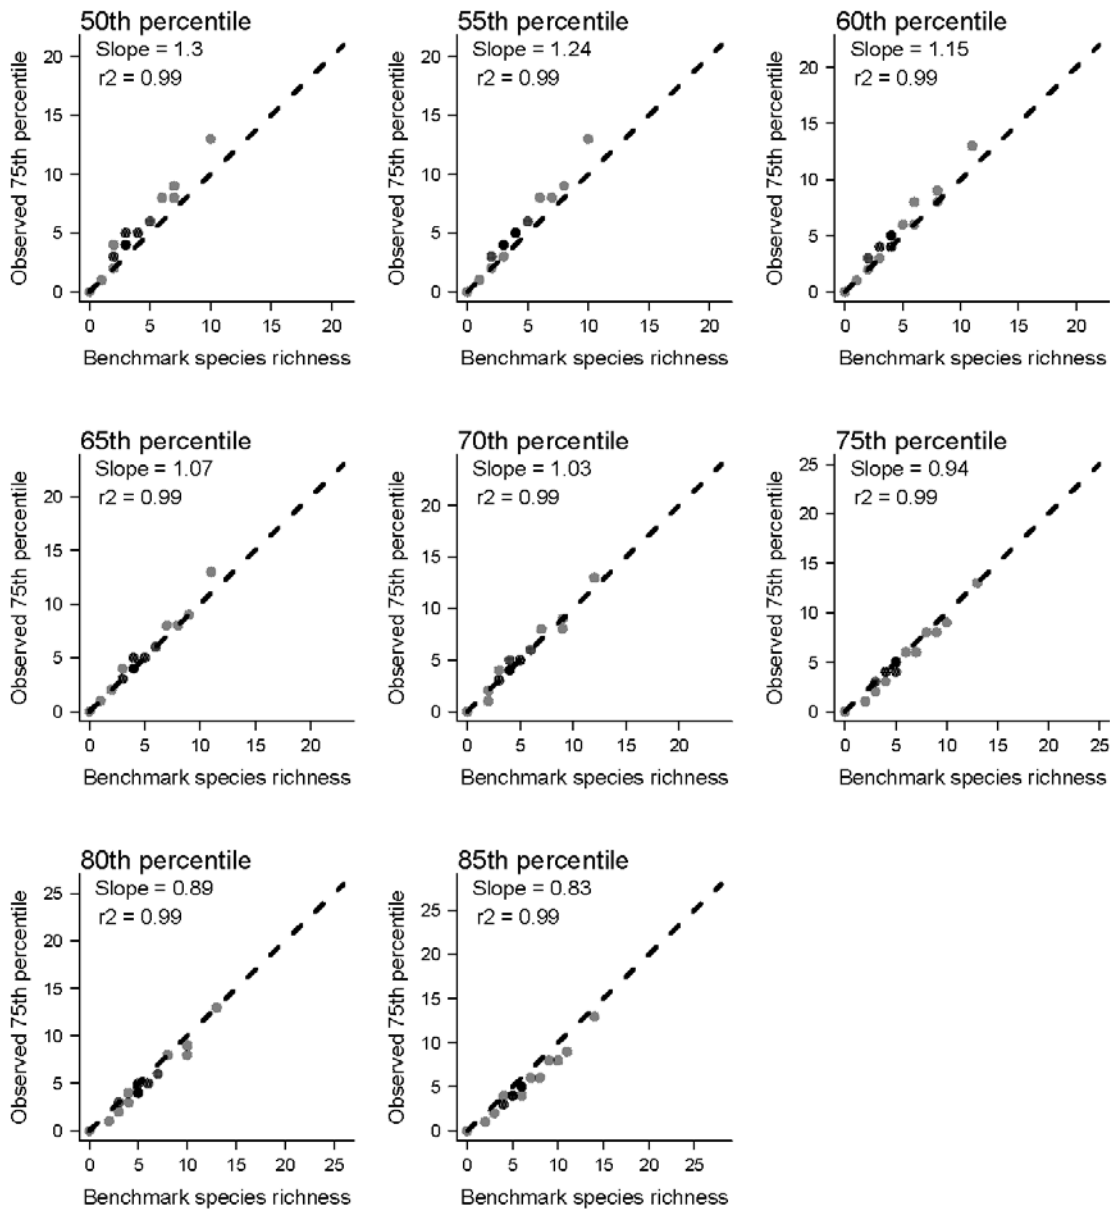 50th percentile
Slope = 1.3
r2 = 0.99
Observed 75th percentile
20
15
10
5
0
0 5 10 15 20
Benchmark species richness
55th percentile
Slope = 1.24
r2 = 0.99
Observed 75th percentile
20
15
10
5
0
0 5 10 15 20
Benchmark species richness
60th percentile
Slope = 1.15
r2 = 0.99
Observed 75th percentile
20
15
10
5
0
0 5 10 15 20
Benchmark species richness
65th percentile
Slope = 1.07
r2 = 0.99
Observed 75th percentile
20
15
10
5
0
0 5 10 15 20
Benchmark species richness
70th percentile
Slope = 1.03
r2 = 0.99
Observed 75th percentile
20
15
10
5
0
0 5 10 15 20
Benchmark species richness
75th percentile
Slope = 0.94
r2 = 0.99
Observed 75th percentile
25
20
15
10
5
0
0 5 10 15 20 25
Benchmark species richness
80th percentile
Slope = 0.89
r2 = 0.99
Observed 75th percentile
25
20
15
10
5
0
0 5 10 15 20 25
Benchmark species richness
85th percentile
Slope = 0.83
r2 = 0.99
Observed 75th percentile
25
20
15
10
5
0
0 5 10 15 20 25
Benchmark species richness